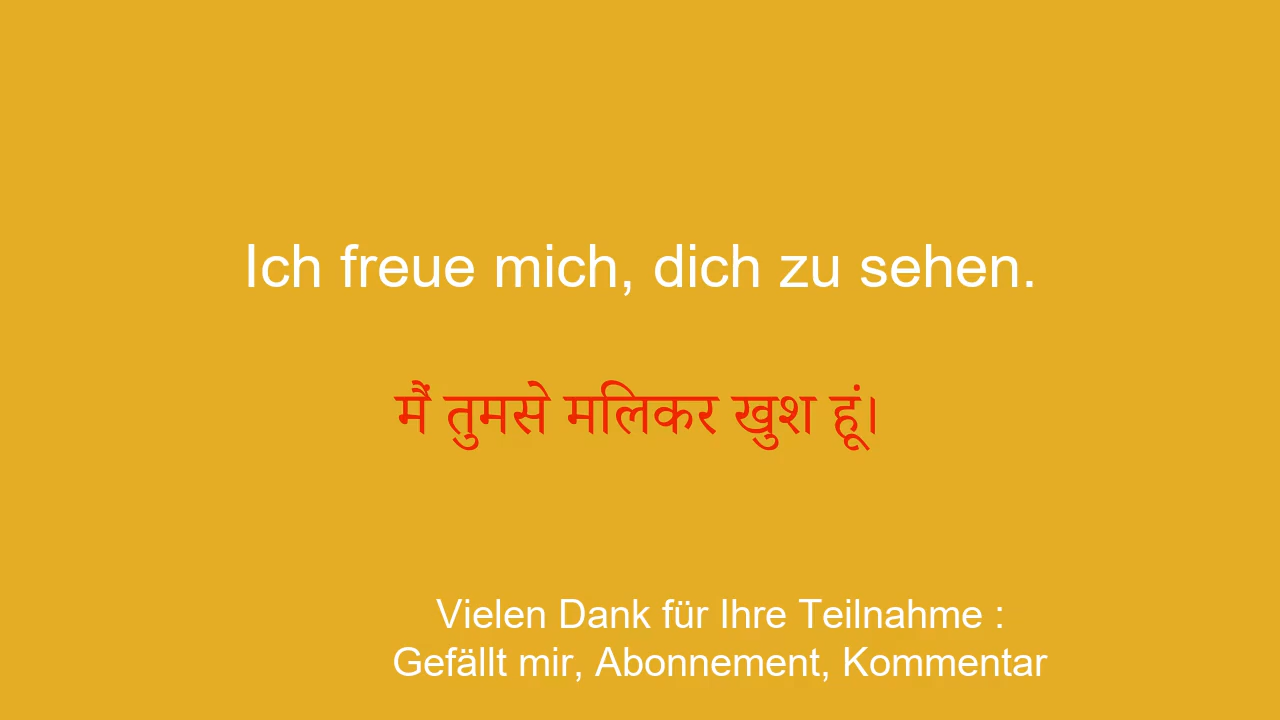 Ich freue mich, dich zu sehen.
मैं तुमसे मलिकर खुश हूं।
Vielen Dank für Ihre Teilnahme :
Gefällt mir, Abonnement, Kommentar